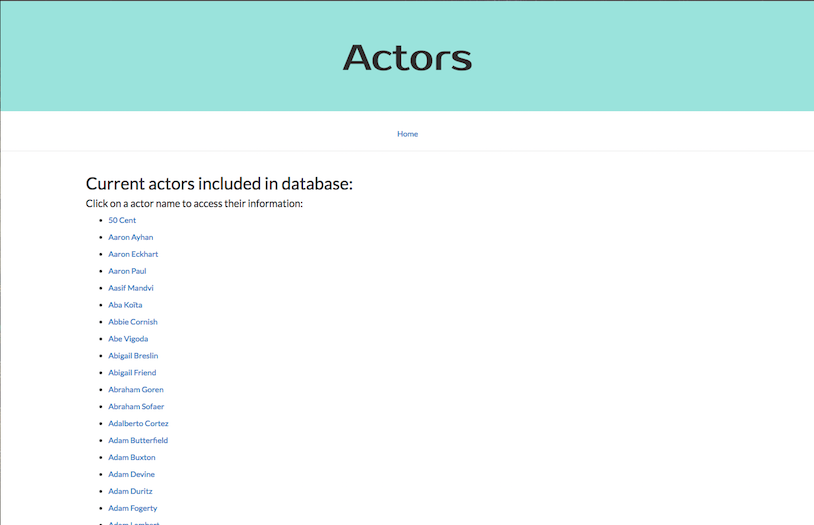 Actors
Home
Current actors included in database:
Click on a actor name to access their information:
50 Cent
Aaron Ayhan
Aaron Eckhart
Aaron Paul
Aasif Mandvi
Aba Koita
Abbie Cornish
Abe Vigoda
Abigail Breslin
Abigail Friend
Abraham Goren
Abraham Sofaer
Adalberto Cortez
Adam Butterfield
Adam Buxton
Adam Devine
Adam Duritz
Adam Fogerty
Adam Lambert